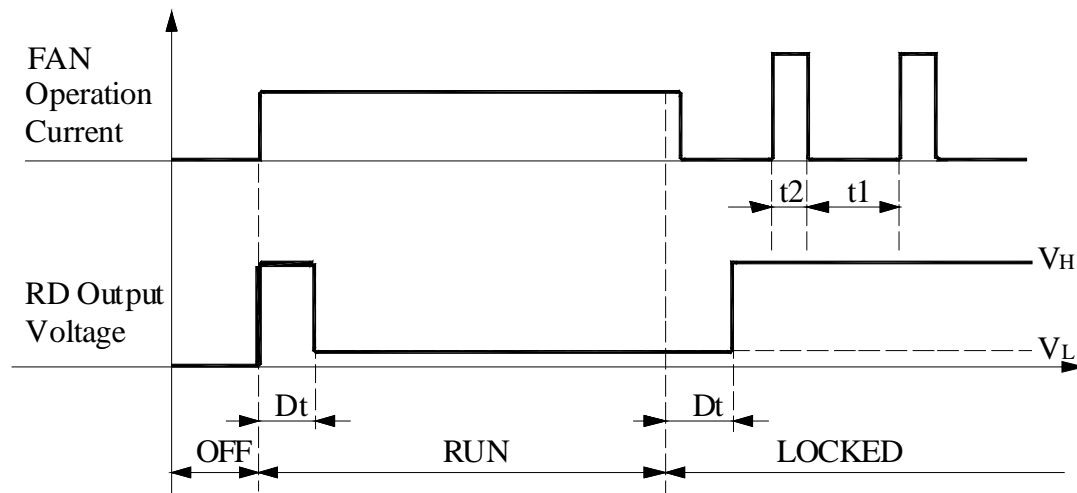 FAN
Operation
Current
t2
t1
VH
RD Output
Voltage
VL
Dt
Dt
OFF
RUN
LOCKED